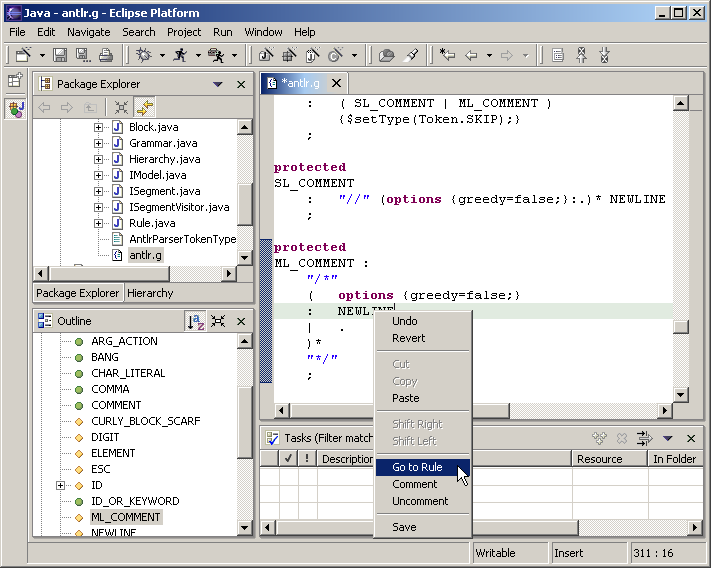 Java - antlr.g - Eclipse Platform
File Edit Navigate Search Project Run Window Help
Package Explorer
Block.java
Grammar.java
Hierarchy.java
IModel.java
ISegment.java
ISegmentVisitor.java
Rule.java
AntlrParserTokenType
antlr.g
Package Explorer Hierarchy
Outline
ARG_ACTION
BANG
CHAR_LITERAL
COMMA
COMMENT
CURLY_BLOCK_SCARF
DIGIT
ELEMENT
ESC
ID
ID_OR_KEYWORD
ML_COMMENT
NEWLINE
*antlr.g
: ( SL_COMMENT | ML_COMMENT )
{$setType(Token.SKIP);}
;
protected
SL_COMMENT
: "//" (options {greedy=false;}:.)* NEWLINE
;
protected
ML_COMMENT :
"/*"
( options {greedy=false;}
: NEWLINE
| .
)*
"*/"
;
Undo
Revert
Cut
Copy
Paste
Shift Right
Shift Left
Go to Rule
Comment
Uncomment
Save
Tasks (Filter match
! Description Resource In Folder
Writable Insert 311 : 16